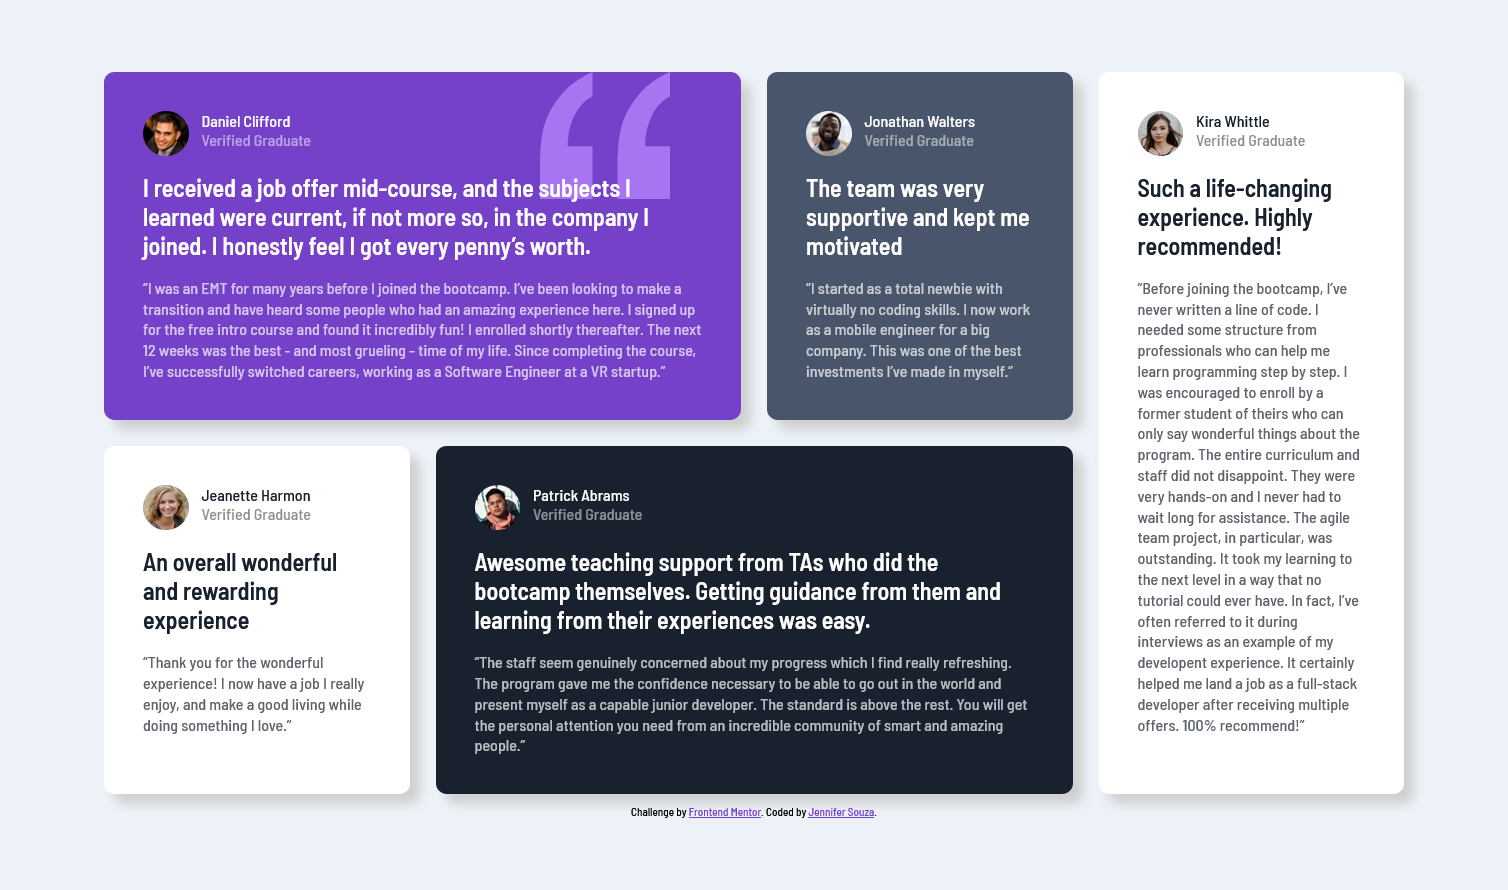 Daniel Clifford
Verified Graduate
I received a job offer mid-course, and the subjects I
learned were current, if not more so, in the company I
joined. I honestly feel I got every penny’s worth.
“I was an EMT for many years before I joined the bootcamp. I’ve been looking to make a
transition and have heard some people who had an amazing experience here. I signed up
for the free intro course and found it incredibly fun! I enrolled shortly thereafter. The next
12 weeks was the best - and most grueling - time of my life. Since completing the course,
I’ve successfully switched careers, working as a Software Engineer at a VR startup.”
Jonathan Walters
Verified Graduate
The team was very
supportive and kept me
motivated
“I started as a total newbie with
virtually no coding skills. I now work
as a mobile engineer for a big
company. This was one of the best
investments I’ve made in myself.”
Kira Whittle
Verified Graduate
Such a life-changing
experience. Highly
recommended!
“Before joining the bootcamp, I’ve
never written a line of code. I
needed some structure from
professionals who can help me
learn programming step by step. I
was encouraged to enroll by a
former student of theirs who can
only say wonderful things about the
program. The entire curriculum and
staff did not disappoint. They were
very hands-on and I never had to
wait long for assistance. The agile
team project, in particular, was
outstanding. It took my learning to
the next level in a way that no
tutorial could ever have. In fact, I’ve
often referred to it during
interviews as an example of my
developent experience. It certainly
helped me land a job as a full-stack
developer after receiving multiple
offers. 100% recommend!”
Jeanette Harmon
Verified Graduate
An overall wonderful
and rewarding
experience
“Thank you for the wonderful
experience! I now have a job I really
enjoy, and make a good living while
doing something I love.”
Patrick Abrams
Verified Graduate
Awesome teaching support from TAs who did the
bootcamp themselves. Getting guidance from them and
learning from their experiences was easy.
“The staff seem genuinely concerned about my progress which I find really refreshing.
The program gave me the confidence necessary to be able to go out in the world and
present myself as a capable junior developer. The standard is above the rest. You will get
the personal attention you need from an incredible community of smart and amazing
people.”
Challenge by Frontend Mentor. Coded by Jennifer Souza.